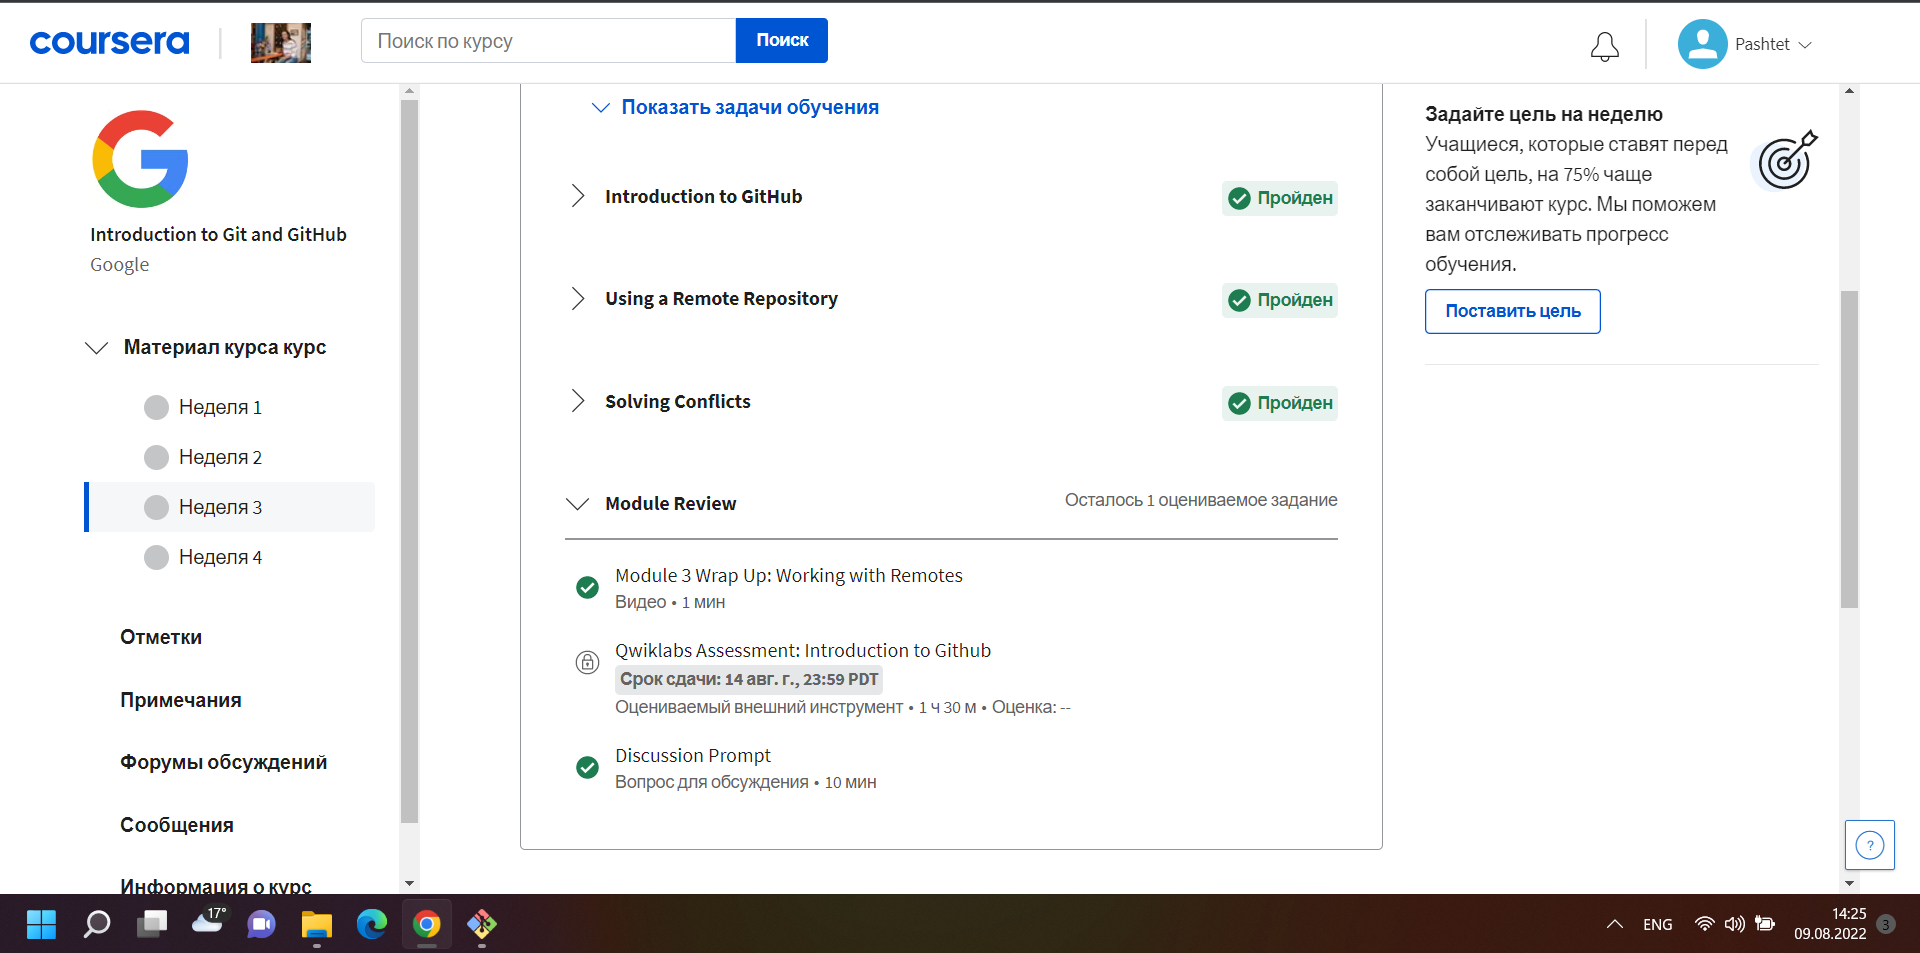 coursera
Поиск по курсу
Поиск
Pashtet
Introduction to Git and GitHub
Google
Материал курса курс
Неделя 1
Неделя 2
Неделя 3
Неделя 4
Отметки
Примечания
Форумы обсуждений
Сообщения
Информация о курс
Показать задачи обучения
Introduction to GitHub
Пройден
Using a Remote Repository
Пройден
Solving Conflicts
Пройден
Module Review
Осталось 1 оцениваемое задание
Module 3 Wrap Up: Working with Remotes
Видео • 1 мин
Qwiklabs Assessment: Introduction to Github
Срок сдачи: 14 авг. г., 23:59 PDT
Оцениваемый внешний инструмент • 1 ч 30 м • Оценка: --
Discussion Prompt
Вопрос для обсуждения • 10 мин
Задайте цель на неделю
Учащиеся, которые ставят перед
собой цель, на 75% чаще
заканчивают курс. Мы поможем
вам отслеживать прогресс
обучения.
Поставить цель
?
17°
ENG
14:25
09.08.2022
3